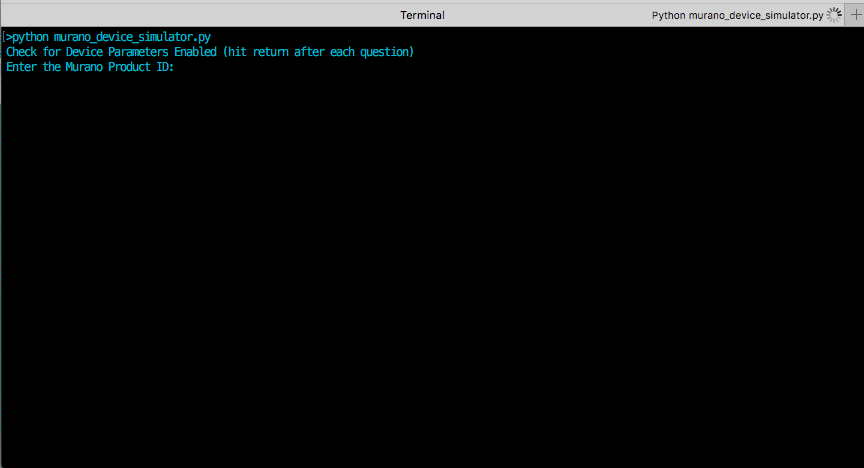 Terminal
Python murano_device_simulator.py
[>python murano_device_simulator.py
Check for Device Parameters Enabled (hit return after each question)
Enter the Murano Product ID: